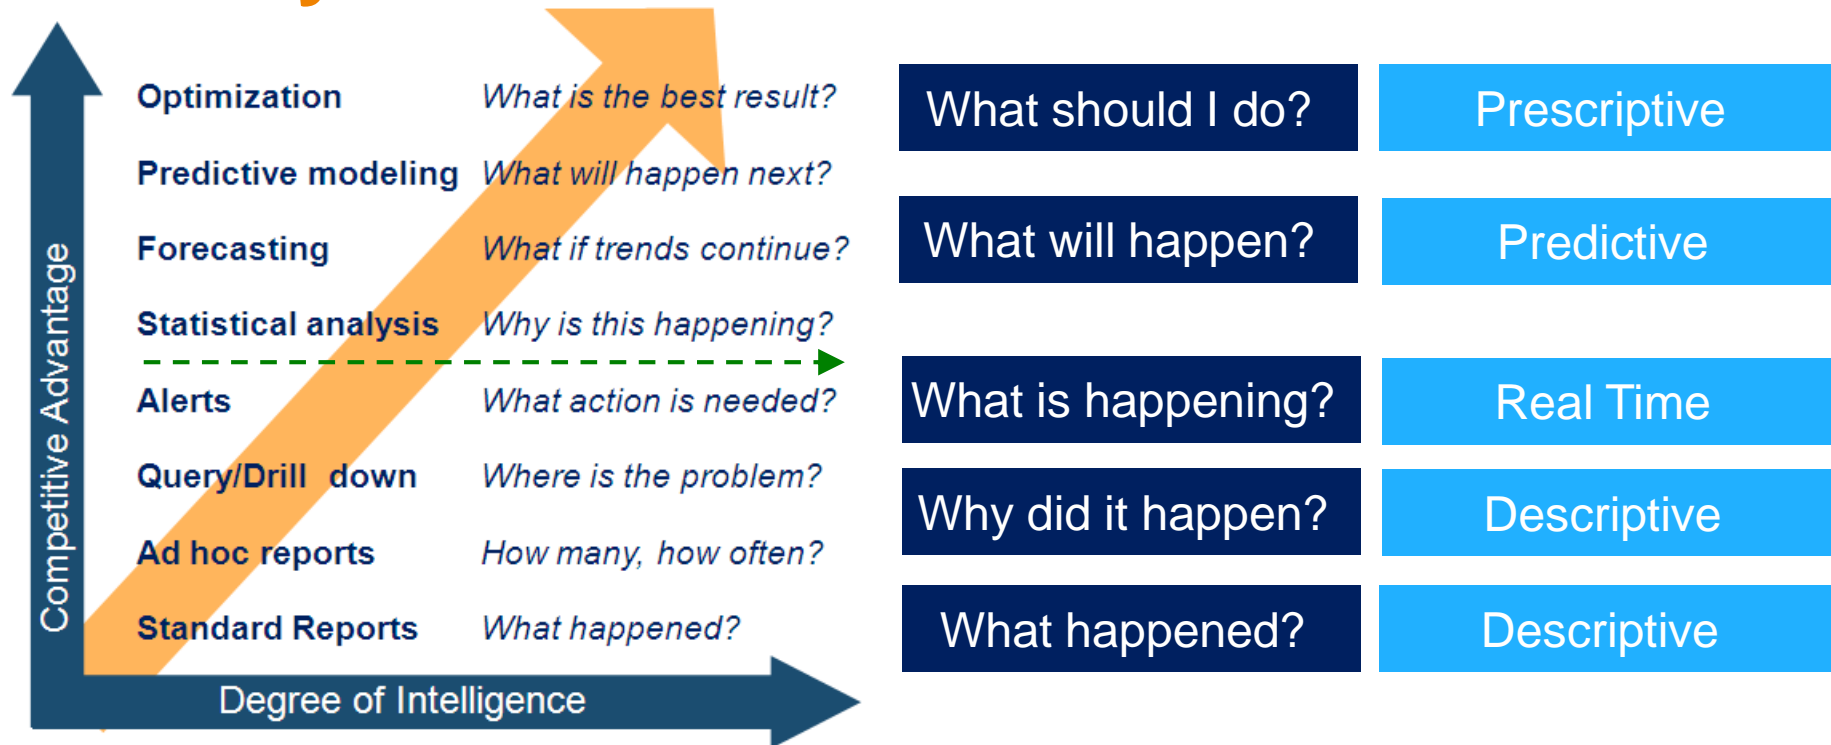 Optimization What is the best result?
Predictive modeling What will happen next?
Forecasting What if trends continue?
Statistical analysis Why is this happening?
Alerts What action is needed?
Query/Drill down Where is the problem?
Ad hoc reports How many, how often?
Standard Reports What happened?
Competitive Advantage
Degree of Intelligence
What should I do? Prescriptive
What will happen? Predictive
What is happening? Real Time
Why did it happen? Descriptive
What happened? Descriptive